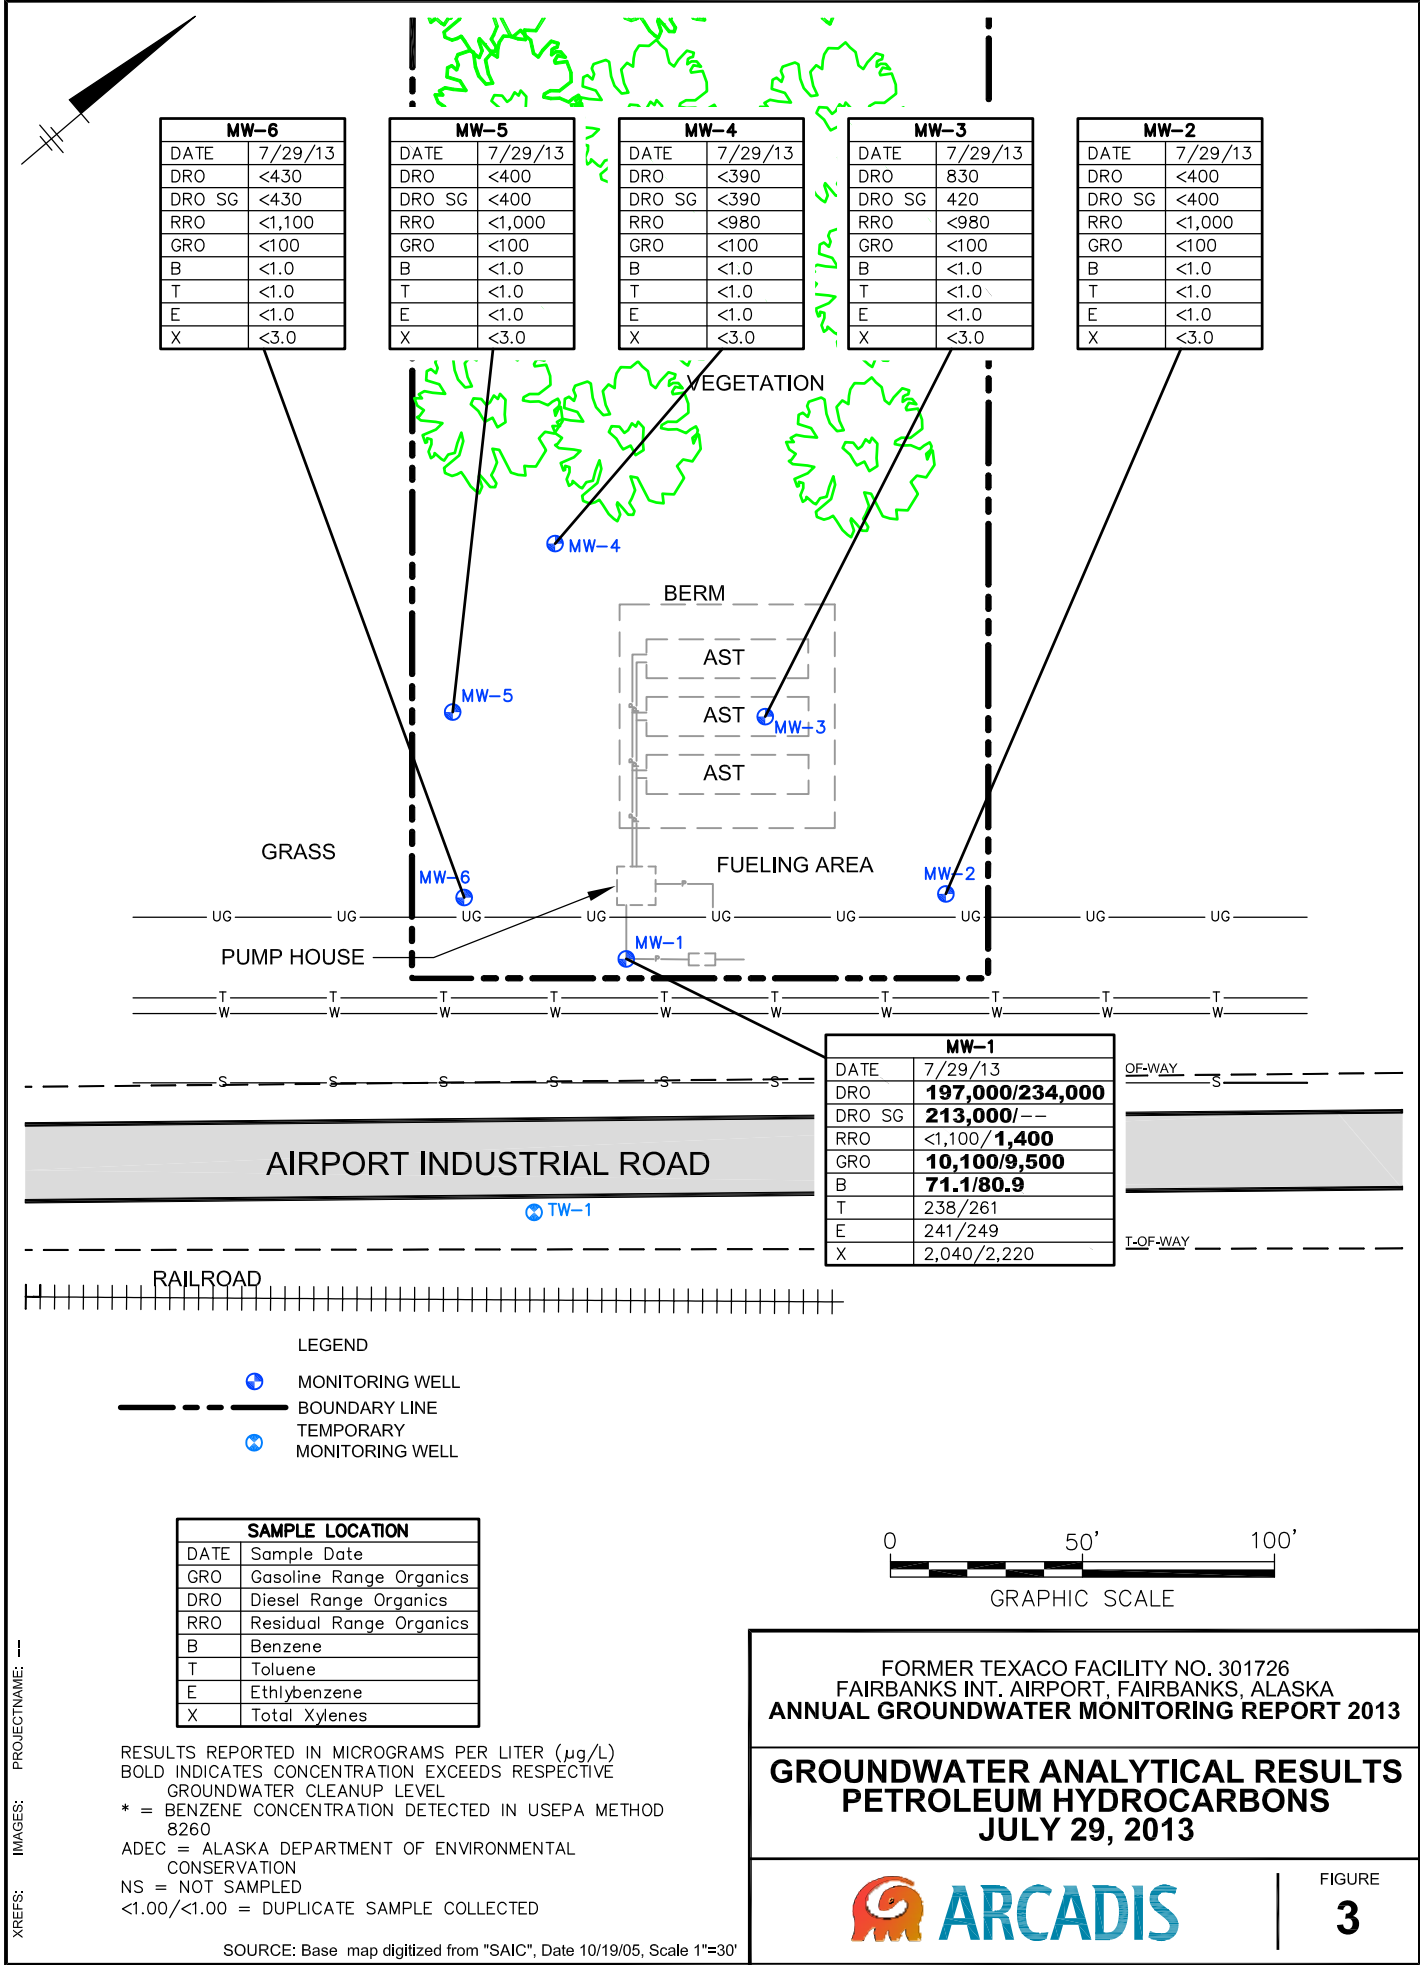 MW-6
DATE 7/29/13
DRO <430
DRO SG <430
RRO <1,100
GRO <100
B <1.0
T <1.0
E <1.0
X <3.0
MW-5
DATE 7/29/13
DRO <400
DRO SG <400
RRO <1,000
GRO <100
B <1.0
T <1.0
E <1.0
X <3.0
MW-4
DATE 7/29/13
DRO <390
DRO SG <390
RRO <980
GRO <100
B <1.0
T <1.0
E <1.0
X <3.0
MW-3
DATE 7/29/13
DRO 830
DRO SG 420
RRO <980
GRO <100
B <1.0
T <1.0
E <1.0
X <3.0
MW-2
DATE 7/29/13
DRO <400
DRO SG <400
RRO <1,000
GRO <100
B <1.0
T <1.0
E <1.0
X <3.0
VEGETATION
MW-4
BERM
AST
MW-5
AST
MW-3
AST
GRASS
FUELING AREA
MW-6
MW-2
UG UG UG UG UG UG UG UG UG
MW-1
PUMP HOUSE
T T T T T T T T T T
W W W W W W W W W W
MW-1
DATE 7/29/13
DRO 197,000/234,000
DRO SG 213,000/--
RRO <1,100/1,400
GRO 10,100/9,500
B 71.1/80.9
T 238/261
E 241/249
X 2,040/2,220
OF-WAY
S S S S S S
AIRPORT INDUSTRIAL ROAD
TW-1
T-OF-WAY
RAILROAD
LEGEND
MONITORING WELL
BOUNDARY LINE
TEMPORARY
MONITORING WELL
SAMPLE LOCATION
DATE Sample Date
GRO Gasoline Range Organics
DRO Diesel Range Organics
RRO Residual Range Organics
B Benzene
T Toluene
E Ethlybenzene
X Total Xylenes
0 50' 100'
GRAPHIC SCALE
RESULTS REPORTED IN MICROGRAMS PER LITER (µg/L)
BOLD INDICATES CONCENTRATION EXCEEDS RESPECTIVE
GROUNDWATER CLEANUP LEVEL
* = BENZENE CONCENTRATION DETECTED IN USEPA METHOD
8260
ADEC = ALASKA DEPARTMENT OF ENVIRONMENTAL
CONSERVATION
NS = NOT SAMPLED
<1.00/<1.00 = DUPLICATE SAMPLE COLLECTED
SOURCE: Base map digitized from "SAIC", Date 10/19/05, Scale 1"=30'
FORMER TEXACO FACILITY NO. 301726
FAIRBANKS INT. AIRPORT, FAIRBANKS, ALASKA
ANNUAL GROUNDWATER MONITORING REPORT 2013
GROUNDWATER ANALYTICAL RESULTS
PETROLEUM HYDROCARBONS
JULY 29, 2013
ARCADIS
FIGURE
3
XREFS: IMAGES: PROJECTNAME: --